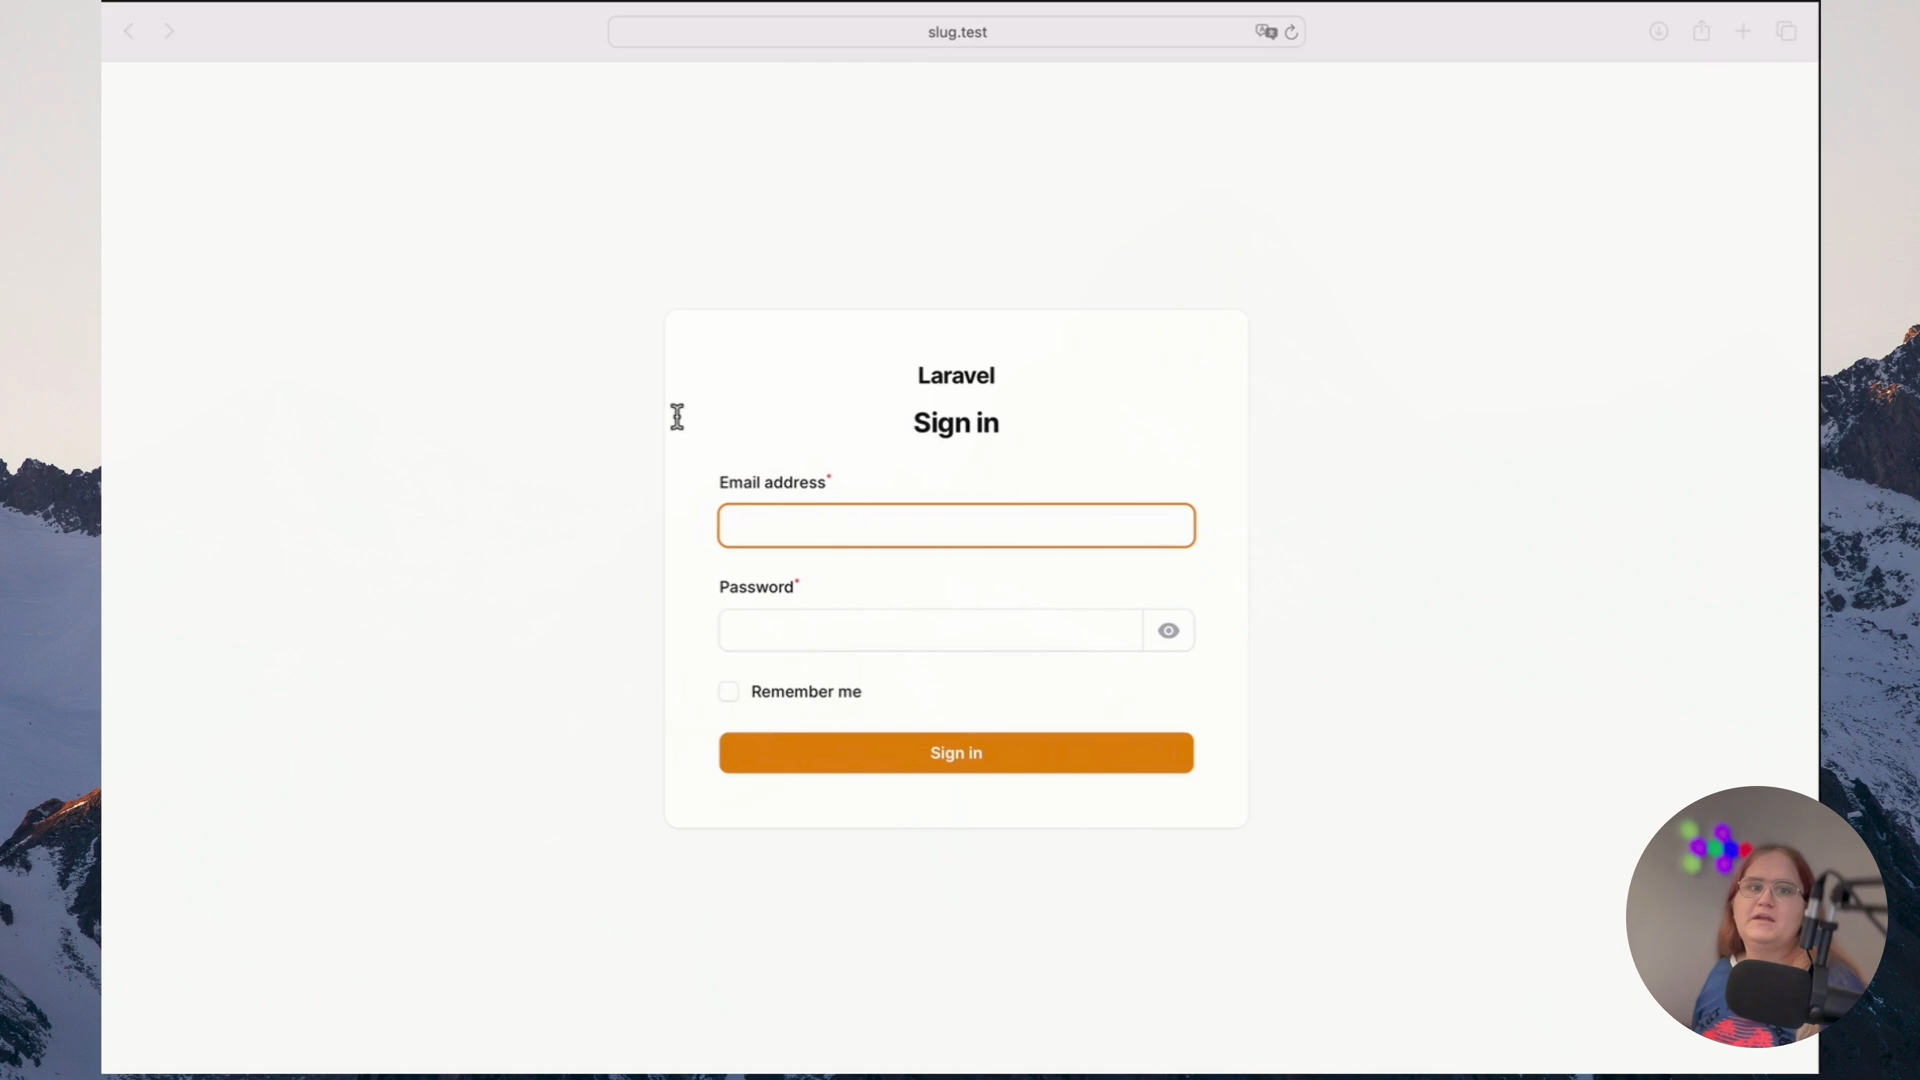 slug.test
Laravel
Sign in
Email address*
Password*
Remember me
Sign in